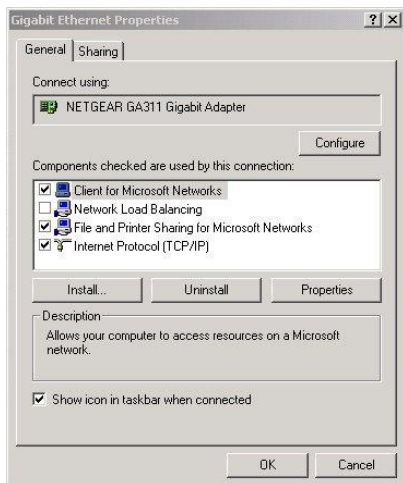 Gigabit Ethernet Properties
General Sharing
Connect using:
NETGEAR GA311 Gigabit Adapter
Configure
Components checked are used by this connection:
Client for Microsoft Networks
Network Load Balancing
File and Printer Sharing for Microsoft Networks
Internet Protocol (TCP/IP)
Install... Uninstall Properties
Description
Allows your computer to access resources on a Microsoft
network.
Show icon in taskbar when connected
OK Cancel